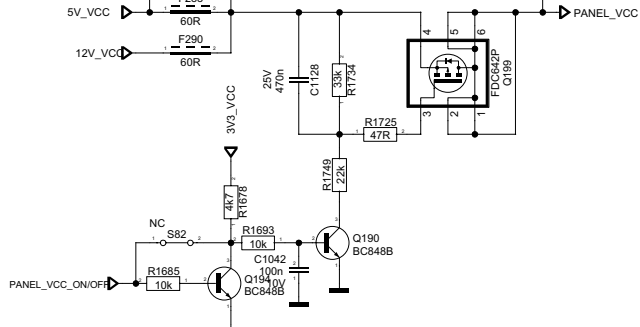 5V_VCC
60R
PANEL_VCC
12V_VCC
F290
60R
4
5
6
25V
470n
C1128
33k
R1734
FDC642P
Q199
3V3_VCC
R1725
47R
3
2
1
R1749
22k
4k7
R1678
NC
S82
R1693
10k
Q190
BC848B
C1042
100n
10V
R1685
10k
Q194
BC848B
PANEL_VCC_ON/OFF